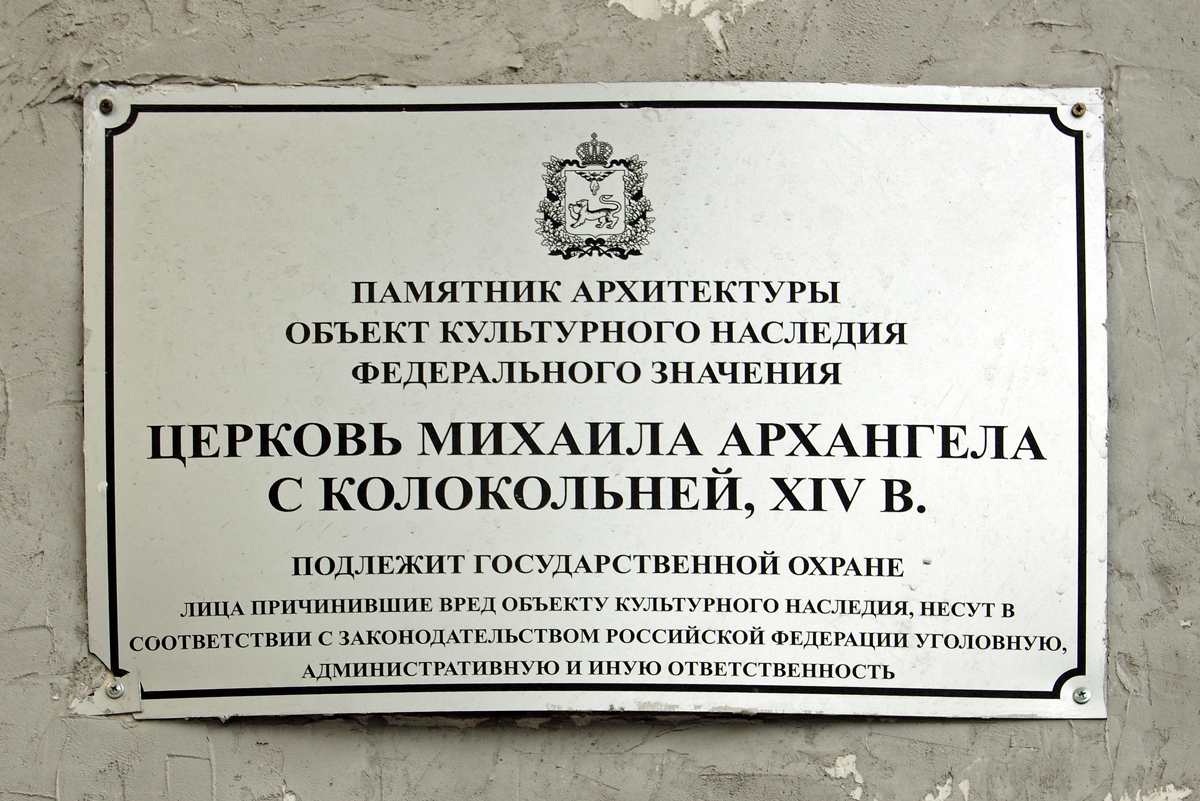 ПАМЯТНИК АРХИТЕКТУРЫ
ОБЪЕКТ КУЛЬТУРНОГО НАСЛЕДИЯ
ФЕДЕРАЛЬНОГО ЗНАЧЕНИЯ
ЦЕРКОВЬ МИХАИЛА АРХАНГЕЛА
С КОЛОКОЛЬНЕЙ, XIV В.
ПОДЛЕЖИТ ГОСУДАРСТВЕННОЙ ОХРАНЕ
ЛИЦА ПРИЧИНИВШИЕ ВРЕД ОБЪЕКТУ КУЛЬТУРНОГО НАСЛЕДИЯ, НЕСУТ В
СООТВЕТСТВИИ С ЗАКОНОДАТЕЛЬСТВОМ РОССИЙСКОЙ ФЕДЕРАЦИИ УГОЛОВНУЮ,
АДМИНИСТРАТИВНУЮ И ИНУЮ ОТВЕТСТВЕННОСТЬ